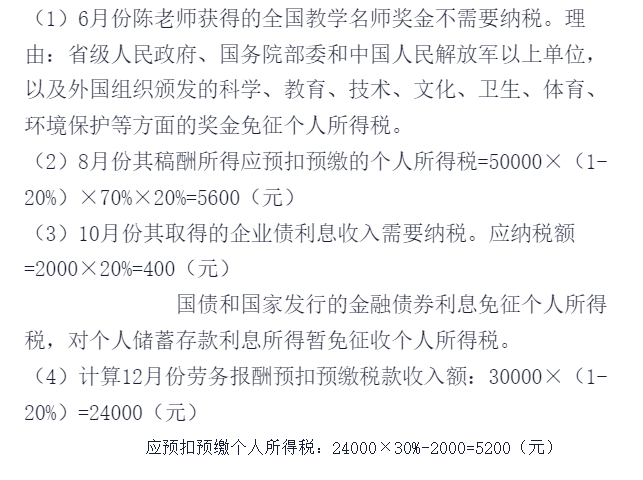 （1）6月份陈老师获得的全国教学名师奖金不需要纳税。理
由：省级人民政府、国务院部委和中国人民解放军以上单位，
以及外国组织颁发的科学、教育、技术、文化、卫生、体育、
环境保护等方面的奖金免征个人所得税。
（2）8月份其稿酬所得应预扣预缴的个人所得税=50000×（1-
20%）×70%×20%=5600（元）
（3）10月份其取得的企业债利息收入需要纳税。应纳税额
=2000×20%=400（元）
国债和国家发行的金融债券利息免征个人所得
税，对个人储蓄存款利息所得暂免征收个人所得税。
（4）计算12月份劳务报酬预扣预缴税款收入额：30000×（1-
20%）=24000（元）
应预扣预缴个人所得税：24000×30%-2000=5200（元）